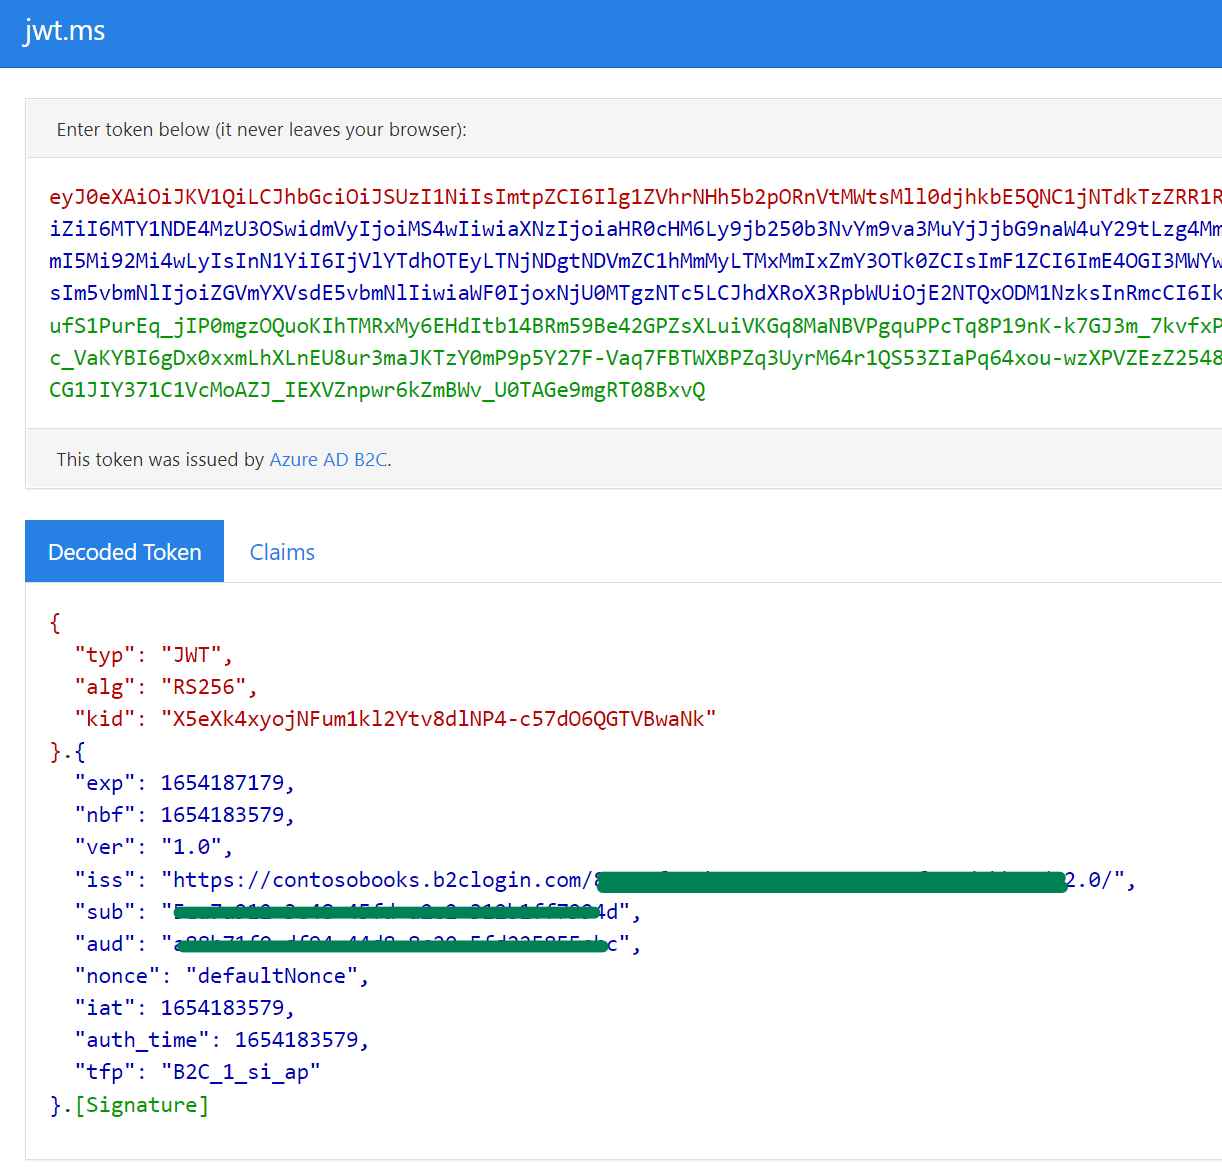 jwt.ms
Enter token below (it never leaves your browser):
eyJ0eXAiOiJKV1QiLCJhbGciOiJSUzI1NiIsImtpZCI6Ilg1ZVhrNHh5b2pORnVtMWtsMll0djhkbE5QNC1jNTdkTzZRR1R
iZiI6MTY1NDE4MzU3OSwidmVyIjoiMS4wIiwiaXNzIjoiaHR0cHM6Ly9jb250b3NvYm9va3MuYjJjbG9naW4uY29tLzg4Mm
mI5Mi92Mi4wLyIsInN1YiI6IjVlYTdhOTEyLTNjNDgtNDVmZC1hMmMyLTMxMmIxZmY3OTk0ZCIsImF1ZCI6ImE4OGI3MWYw
sIm5vbmNlIjoiZGVmYXVsdE5vbmNlIiwiaWF0IjoxNjU0MTgzNTc5LCJhdXRoX3RpbWUiOjE2NTQxODM1NzksInRmcCI6Ik
ufS1PurEq_jIP0mgzOQuoKIhTMRxMy6EHdItb14BRm59Be42GPZsXLuiVKGq8MaNBVPgquPPcTq8P19nK-k7GJ3m_7kvfxP
c_VaKYBI6gDx0xxmLhXLnEU8ur3maJKTzY0mP9p5Y27F-Vaq7FBTWXBPZq3UyrM64r1QS53ZIaPq64xou-wzXPVZEzZ2548
CG1JIY371C1VcMoAZJ_IEXVZnpwr6kZmBWv_U0TAGe9mgRT08BxvQ
This token was issued by Azure AD B2C.
Decoded Token Claims
{
"typ": "JWT",
"alg": "RS256",
"kid": "X5eXk4xyojNFum1kl2Ytv8dlNP4-c57dO6QGTVBwaNk"
}.{
"exp": 1654187179,
"nbf": 1654183579,
"ver": "1.0",
"iss": "https://contosobooks.b2clogin.com/ 2.0/",
"sub":
"aud":
"nonce": "defaultNonce",
"iat": 1654183579,
"auth_time": 1654183579,
"tfp": "B2C_1_si_ap"
}.[Signature]